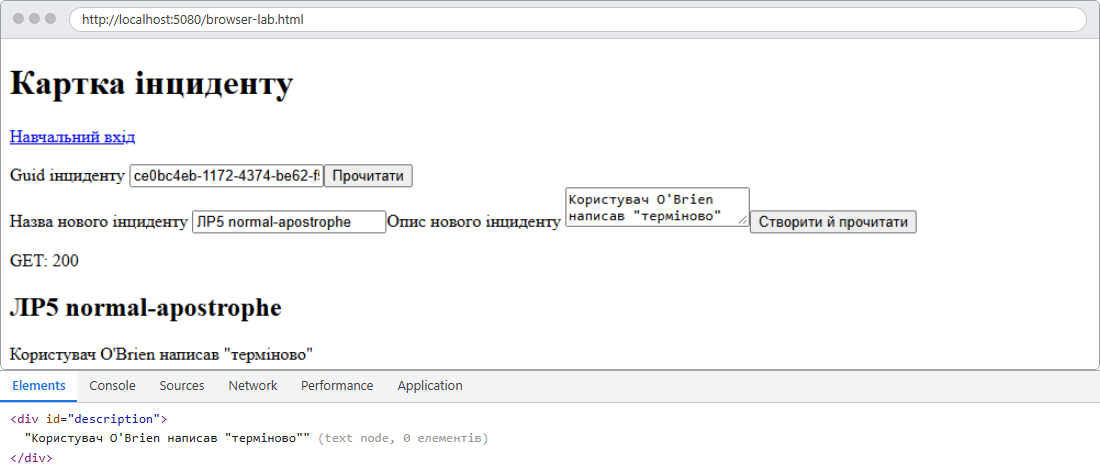 http://localhost:5080/browser-lab.html
Картка інциденту
Навчальний вхід
Guid інциденту ce0bc4eb-1172-4374-be62-f Прочитати
Назва нового інциденту ЛР5 normal-apostrophe Опис нового інциденту Користувач O'Brien
написав "терміново" Створити й прочитати
GET: 200
ЛР5 normal-apostrophe
Користувач O'Brien написав "терміново"
Elements Console Sources Network Performance Application
<div id="description">
"Користувач O'Brien написав "терміново"" (text node, 0 елементів)
</div>